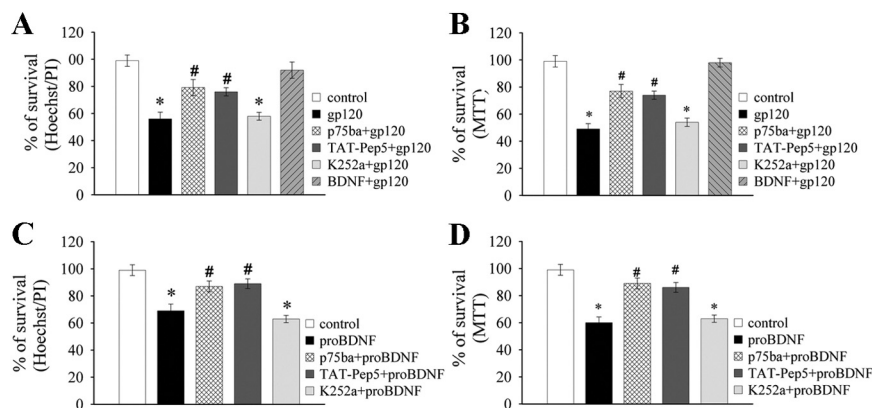 A
% of survival
(Hoechst/PI)
120
00
80
60
40
20
0
*
#
#
*
control
gp120
p75ba+gp120
TAT-Pep5+gp120
K252a+gp120
BDNF+gp120
B
% of survival
(MTT)
120
100
80
60
40
20
0
*
#
#
*
control
gp120
p75ba+gp120
TAT-Pep5+gp120
K252a+gp120
BDNF+gp120
C
% of survival
(Hoechst/PI)
120
100
80
60
40
20
0
*
#
#
*
control
proBDNF
p75ba+proBDNF
TAT-Pep5+proBDNF
K252a+proBDNF
D
% of survival
(MTT)
120
100
80
60
40
20
0
*
#
#
*
control
proBDNF
p75ba+proBDNF
TAT-Pep5+proBDNF
K252a+proBDNF